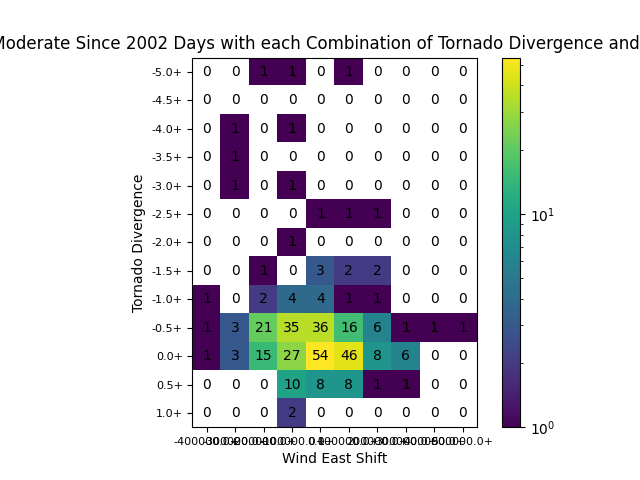 Moderate Since 2002 Days with each Combination of Tornado Divergence and
-5.0+ 0 0 1 1 0 1 0 0 0 0
-4.5+ 0 0 0 0 0 0 0 0 0 0
-4.0+ 0 1 0 1 0 0 0 0 0 0
-3.5+ 0 1 0 0 0 0 0 0 0 0
-3.0+ 0 1 0 1 0 0 0 0 0 0
-2.5+ 0 0 0 0 1 1 1 0 0 0
-2.0+ 0 0 0 1 0 0 0 0 0 0
-1.5+ 0 0 1 0 3 2 2 0 0 0
-1.0+ 1 0 2 4 4 1 1 0 0 0
-0.5+ 1 3 21 35 36 16 6 1 1 1
0.0+ 1 3 15 27 54 46 8 6 0 0
0.5+ 0 0 0 10 8 8 1 1 0 0
1.0+ 0 0 0 2 0 0 0 0 0 0
Tornado Divergence
Wind East Shift
10¹
10⁰